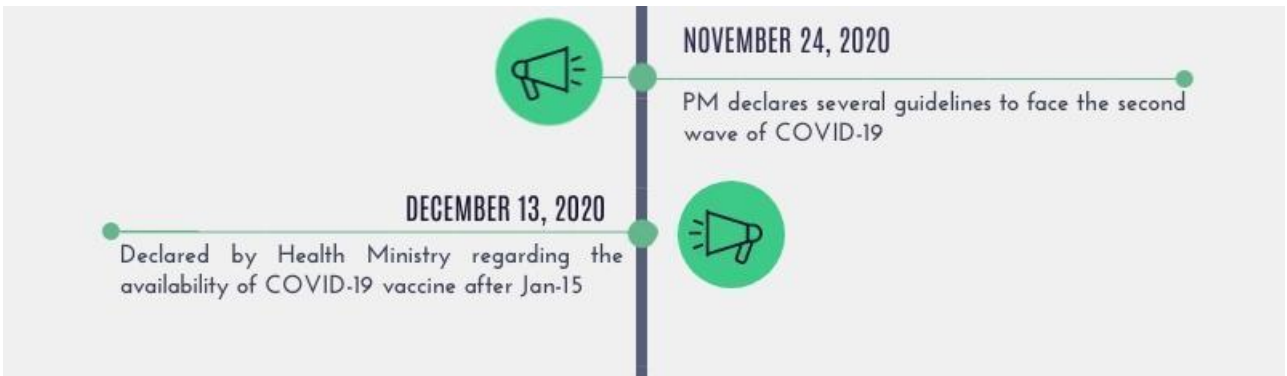 NOVEMBER 24, 2020
PM declares several guidelines to face the second
wave of COVID-19
DECEMBER 13, 2020
Declared by Health Ministry regarding the
availability of COVID-19 vaccine after Jan-15